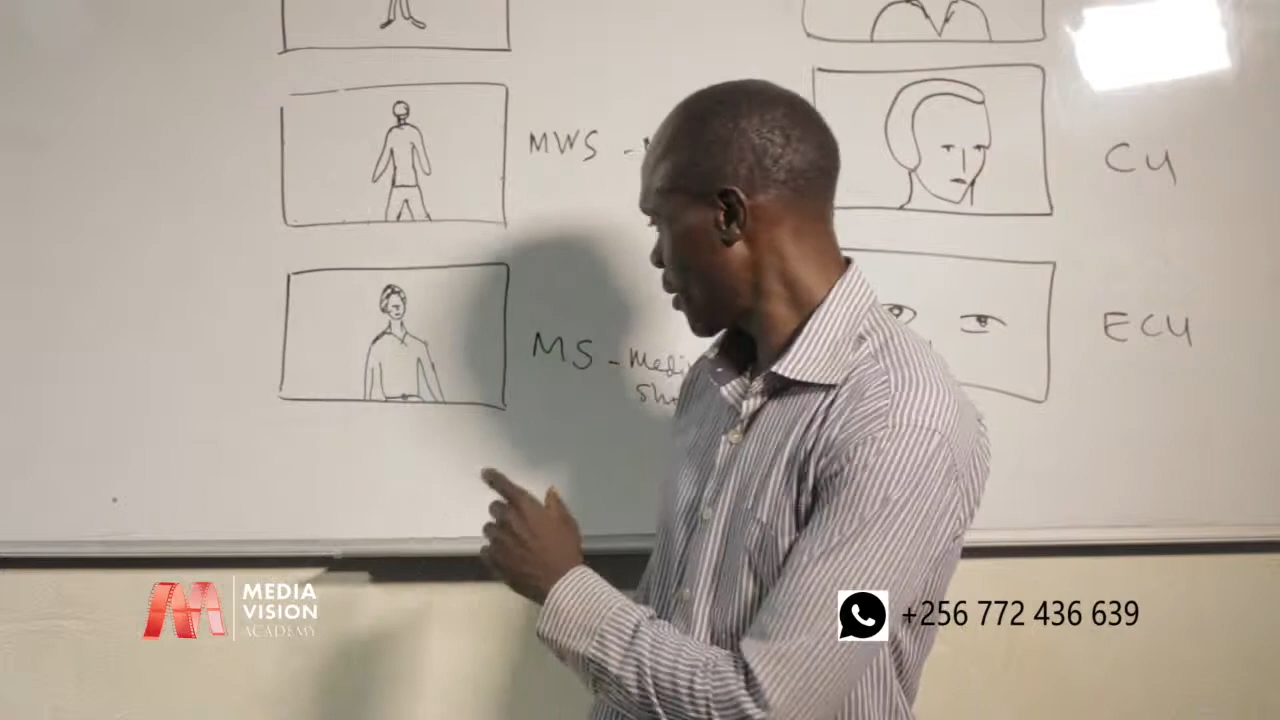 MWS -
CU
MS - Medi
Sho
ECU
MEDIA
VISION
ACADEMY
+256 772 436 639